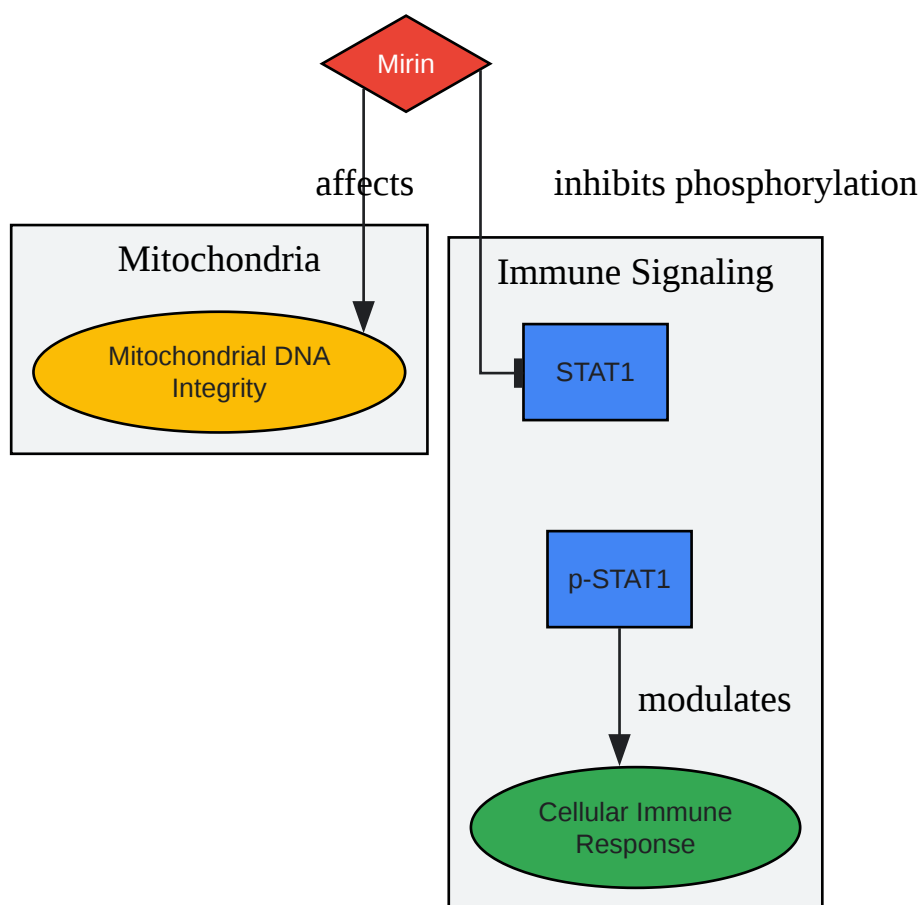 Mirin
affects
inhibits phosphorylation
Mitochondria
Immune Signaling
Mitochondrial DNA
Integrity
STAT1
p-STAT1
modulates
Cellular Immune
Response